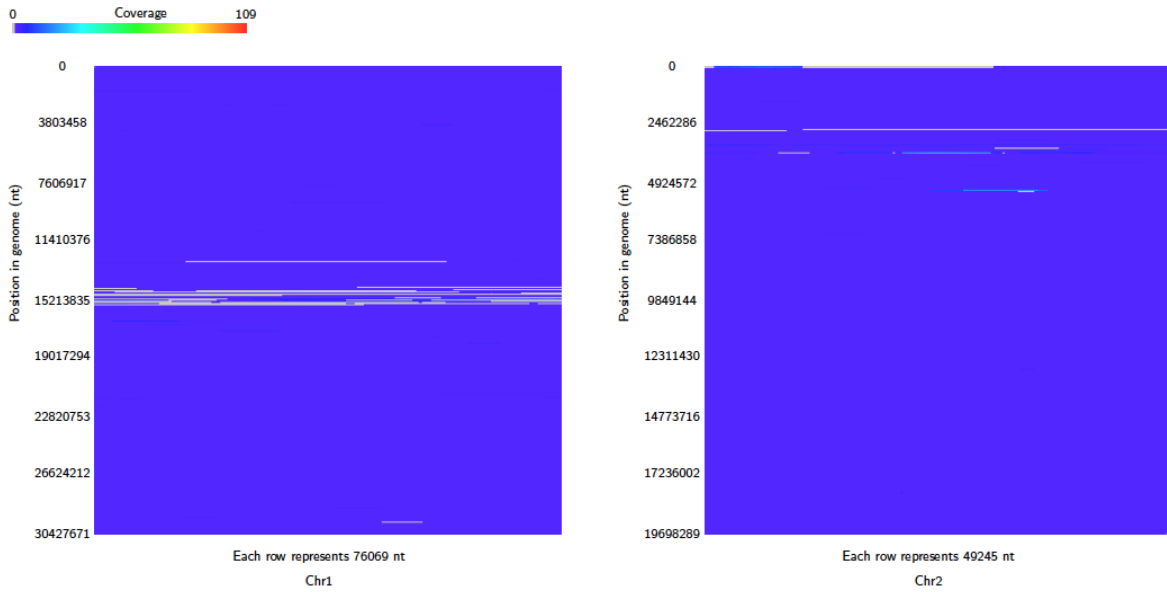 0 Coverage 109
0
3803458
7606917
11410376
15213835
19017294
22820753
26624212
30427671
Position in genome (nt)
Each row represents 76069 nt
Chr1
0
2462286
4924572
7386858
9849144
12311430
14773716
17236002
19698289
Position in genome (nt)
Each row represents 49245 nt
Chr2